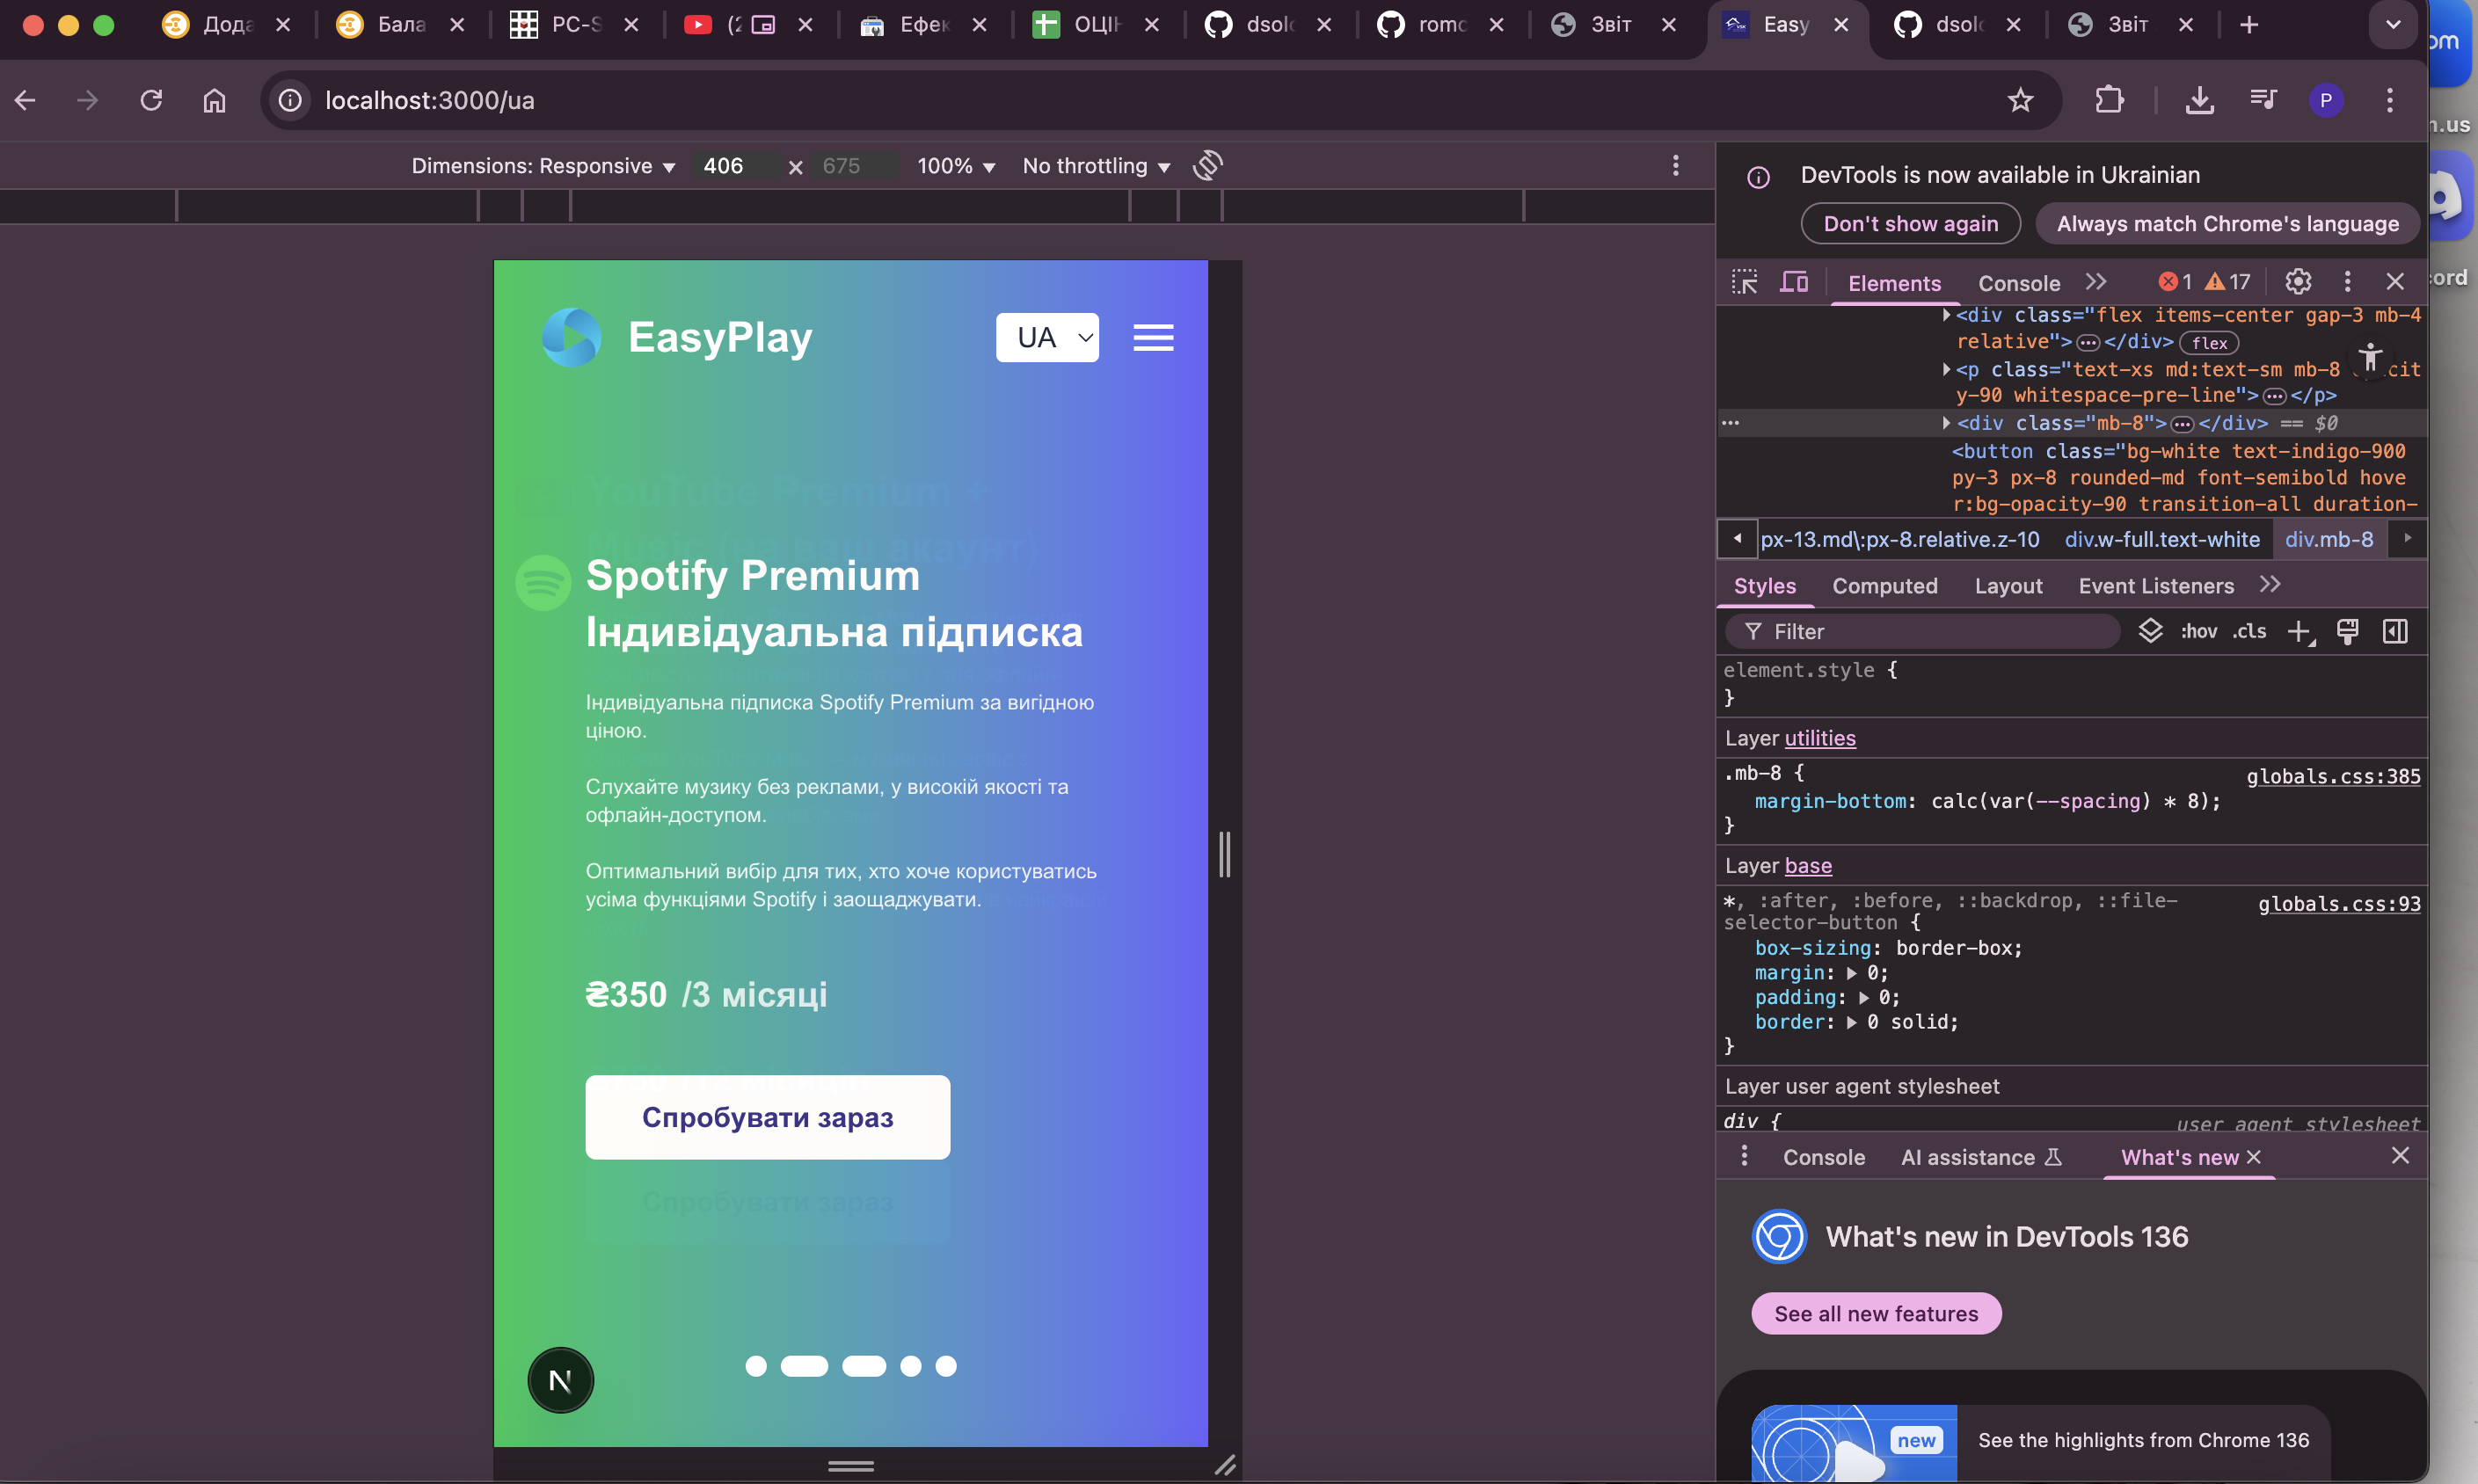 Дода
Бала
PC-S
(2
Ефек
ОЦІН
dsolo
romo
Звіт
Easy
dsolo
Звіт
localhost:3000/ua
P
Dimensions: Responsive
406
×
675
100%
No throttling
DevTools is now available in Ukrainian
Don't show again
Always match Chrome's language
Elements
Console
1
17
<div class="flex items-center gap-3 mb-4
relative"> … </div> flex
<p class="text-xs md:text-sm mb-8
y-90 whitespace-pre-line"> … </p>
<div class="mb-8"> … </div> == $0
<button class="bg-white text-indigo-900
py-3 px-8 rounded-md font-semibold hove
r:bg-opacity-90 transition-all duration-
px-13.md\:px-8.relative.z-10
div.w-full.text-white
div.mb-8
Styles
Computed
Layout
Event Listeners
Filter
:hov
.cls
element.style {
}
Layer utilities
.mb-8 {
globals.css:385
margin-bottom: calc(var(--spacing) * 8);
}
Layer base
*, :after, :before, ::backdrop, ::file-
selector-button {
globals.css:93
box-sizing: border-box;
margin: 0;
padding: 0;
border: 0 solid;
}
Layer user agent stylesheet
div {
user agent stylesheet
Console
AI assistance
What's new
What's new in DevTools 136
See all new features
new
See the highlights from Chrome 136
EasyPlay
UA
YouTube Premium +
Music (на ваш акаунт)
Spotify Premium
Індивідуальна підписка
Індивідуальна підписка Spotify Premium за вигідною
ціною.
Слухайте музику без реклами, у високій якості та
офлайн-доступом.
Оптимальний вибір для тих, хто хоче користуватись
усіма функціями Spotify і заощаджувати.
₴350 /3 місяці
Спробувати зараз
Спробувати зараз
N
om
m.us
cord